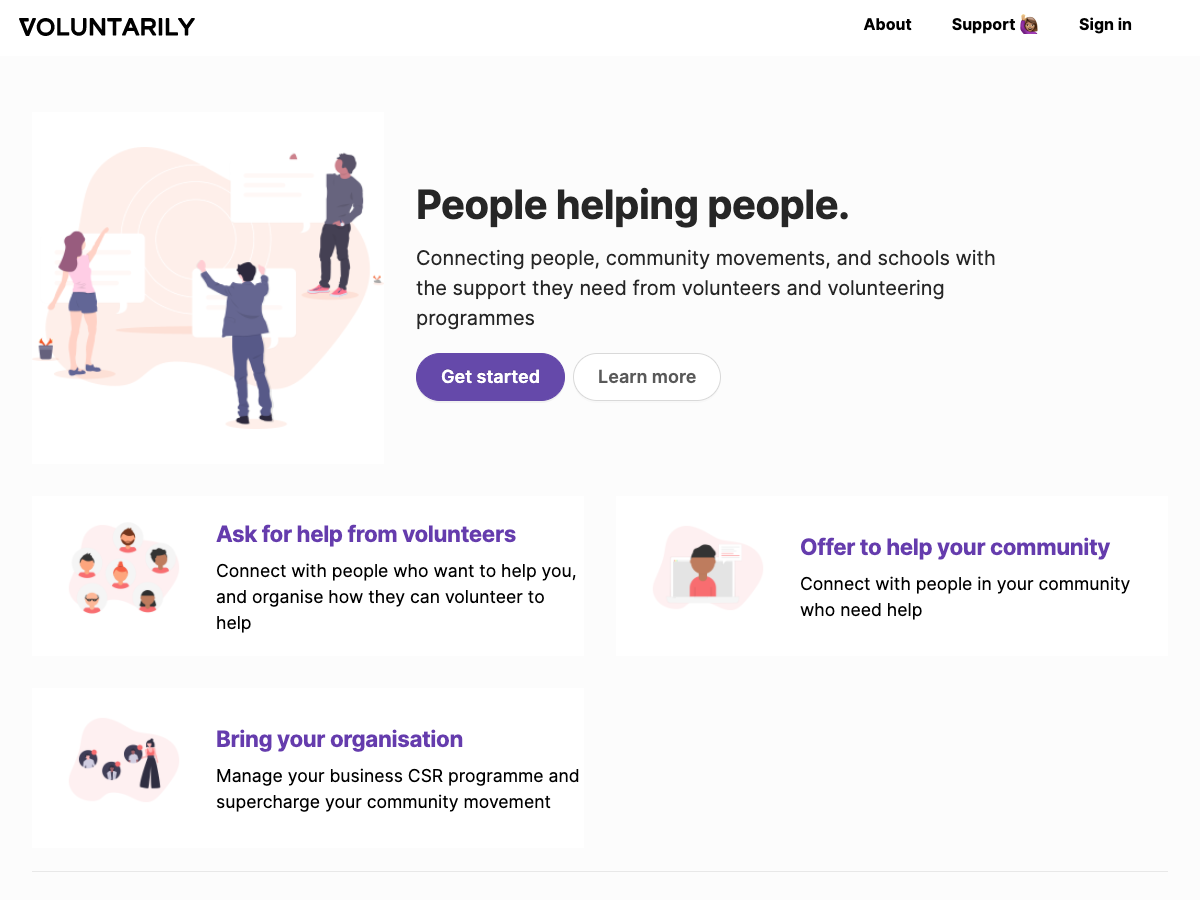 VOLUNTARILY
About
Support 🙋🏽‍♀️
Sign in
People helping people.
Connecting people, community movements, and schools with
the support they need from volunteers and volunteering
programmes
Get started
Learn more
Ask for help from volunteers
Connect with people who want to help you,
and organise how they can volunteer to
help
Offer to help your community
Connect with people in your community
who need help
Bring your organisation
Manage your business CSR programme and
supercharge your community movement